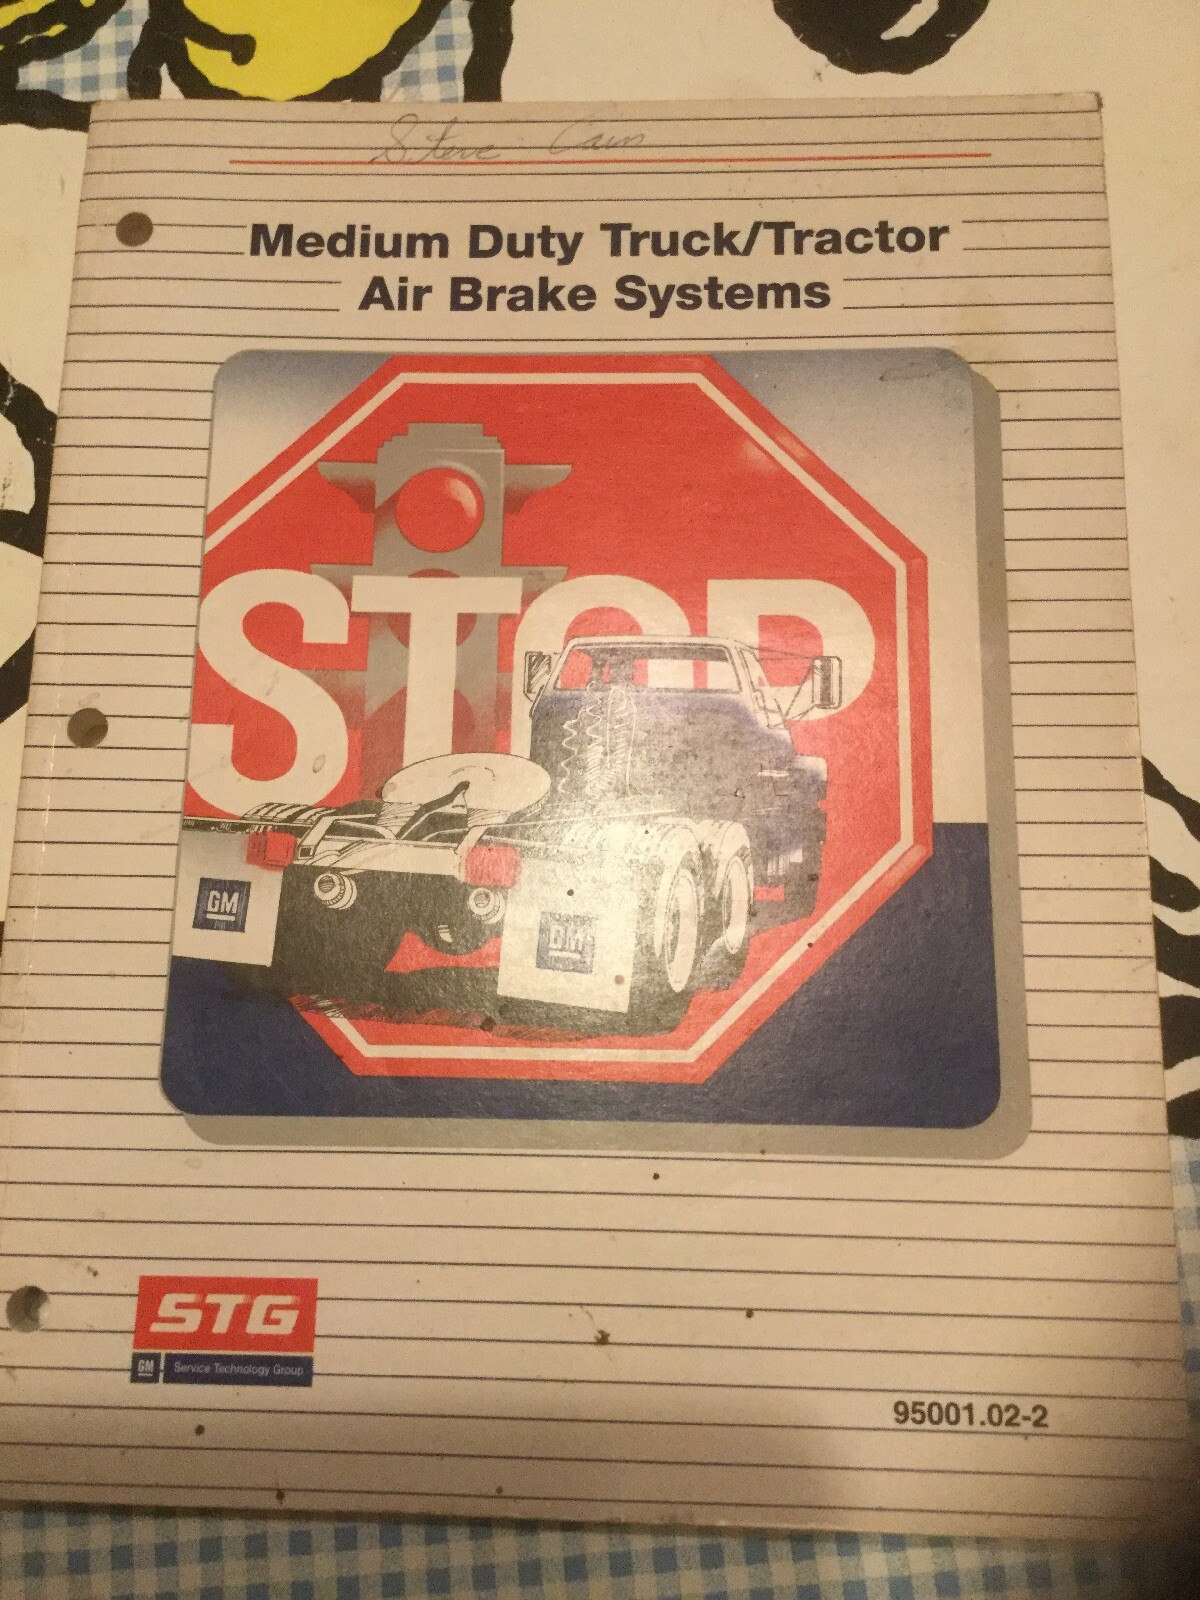 Steve Cain
Medium Duty Truck/Tractor
Air Brake Systems
STOP
GM
GM
STG
GM Service Technology Group
95001.02-2